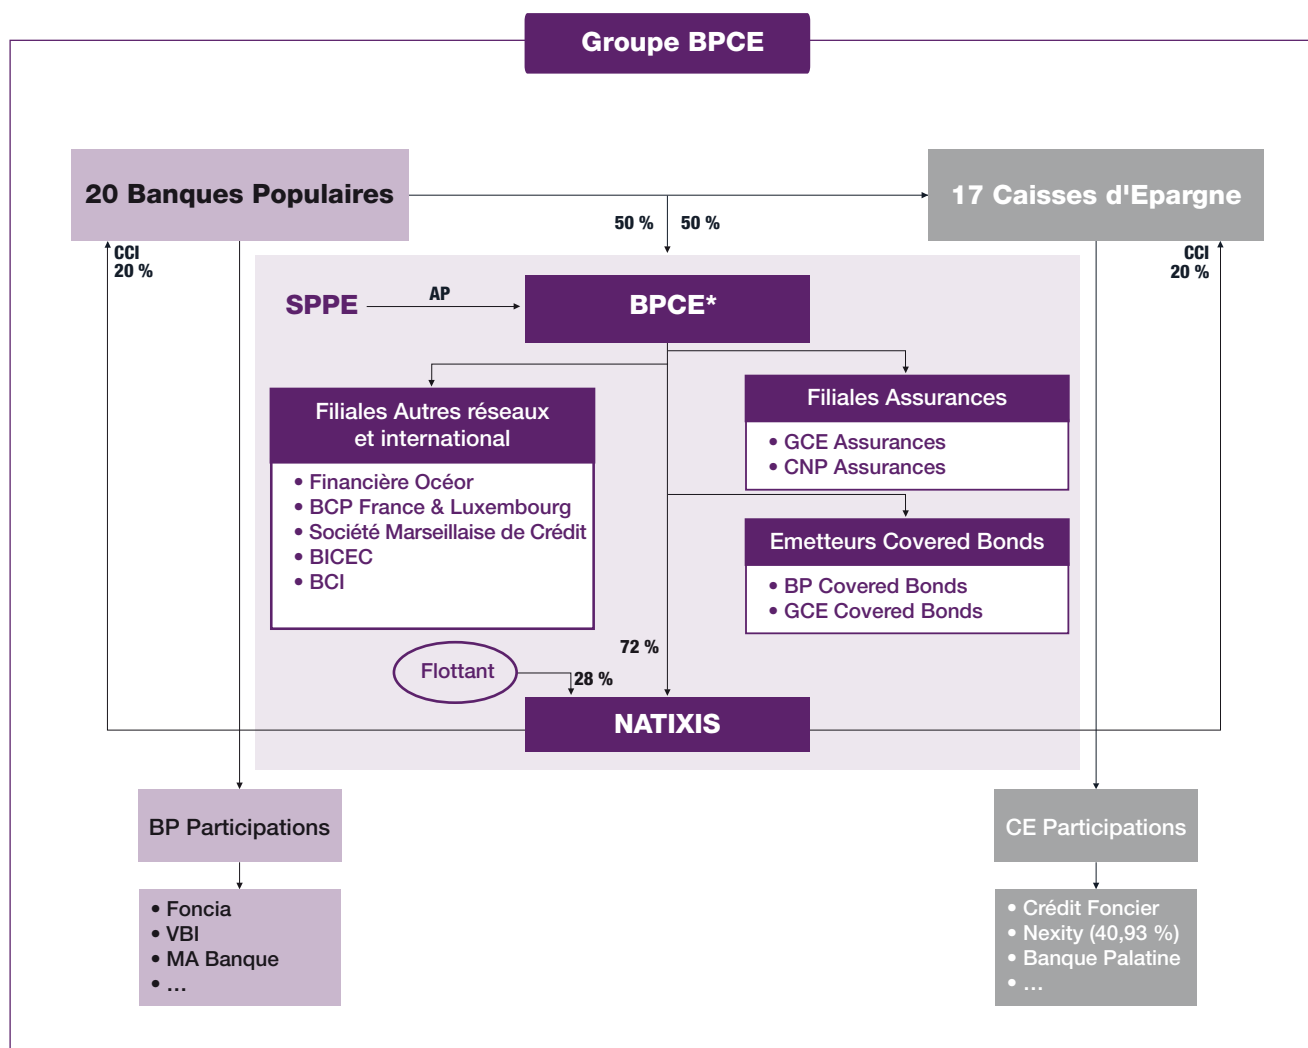 Groupe BPCE
20 Banques Populaires
17 Caisses d'Epargne
50 %
50 %
CCI
20 %
CCI
20 %
SPPE
AP
BPCE*
Filiales Autres réseaux
et international
• Financière Océor
• BCP France & Luxembourg
• Société Marseillaise de Crédit
• BICEC
• BCI
Filiales Assurances
• GCE Assurances
• CNP Assurances
Emetteurs Covered Bonds
• BP Covered Bonds
• GCE Covered Bonds
72 %
Flottant
28 %
NATIXIS
BP Participations
• Foncia
• VBI
• MA Banque
• ...
CE Participations
• Crédit Foncier
• Nexity (40,93 %)
• Banque Palatine
• ...